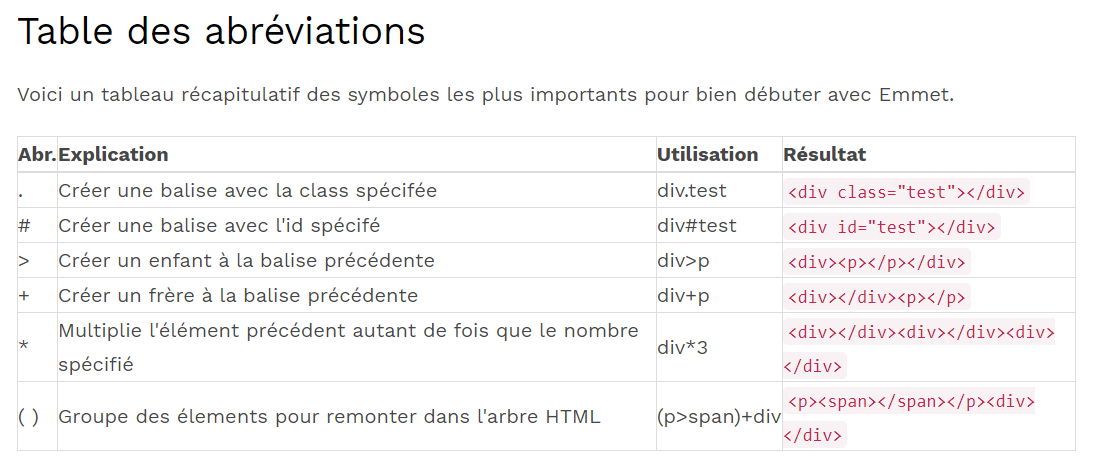 Table des abréviations
Voici un tableau récapitulatif des symboles les plus importants pour bien débuter avec Emmet.
Abr. Explication Utilisation Résultat
. Créer une balise avec la class spécifée div.test <div class="test"></div>
# Créer une balise avec l'id spécifé div#test <div id="test"></div>
> Créer un enfant à la balise précédente div>p <div><p></p></div>
+ Créer un frère à la balise précédente div+p <div></div><p></p>
* Multiplie l'élément précédent autant de fois que le nombre
spécifié div*3 <div></div><div></div><div>
</div>
( ) Groupe des élements pour remonter dans l'arbre HTML (p>span)+div <p><span></span></p><div>
</div>